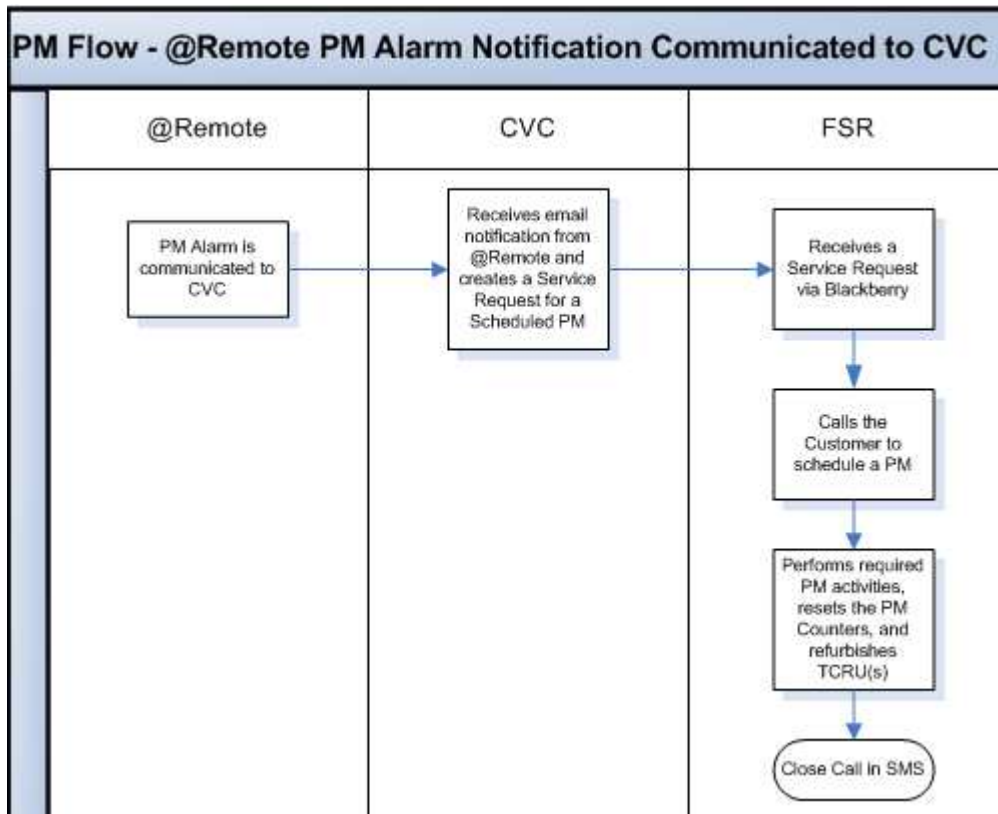 PM Flow - @Remote PM Alarm Notification Communicated to CVC
@Remote
CVC
FSR
PM Alarm is
communicated to
CVC
Receives email
notification from
@Remote and
creates a Service
Request for a
Scheduled PM
Receives a
Service Request
via Blackberry
Calls the
Customer to
schedule a PM
Performs required
PM activities,
resets the PM
Counters, and
refurbishes
TCRU(s)
Close Call in SMS